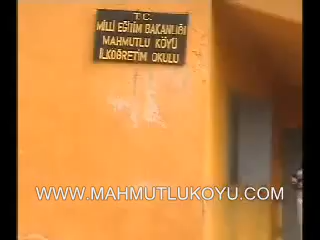 T.C.
MİLLİ EĞİTİM BAKANLIĞI
MAHMUTLU KÖYÜ
İLKÖĞRETİM OKULU
WWW.MAHMUTLUKOYU.COM